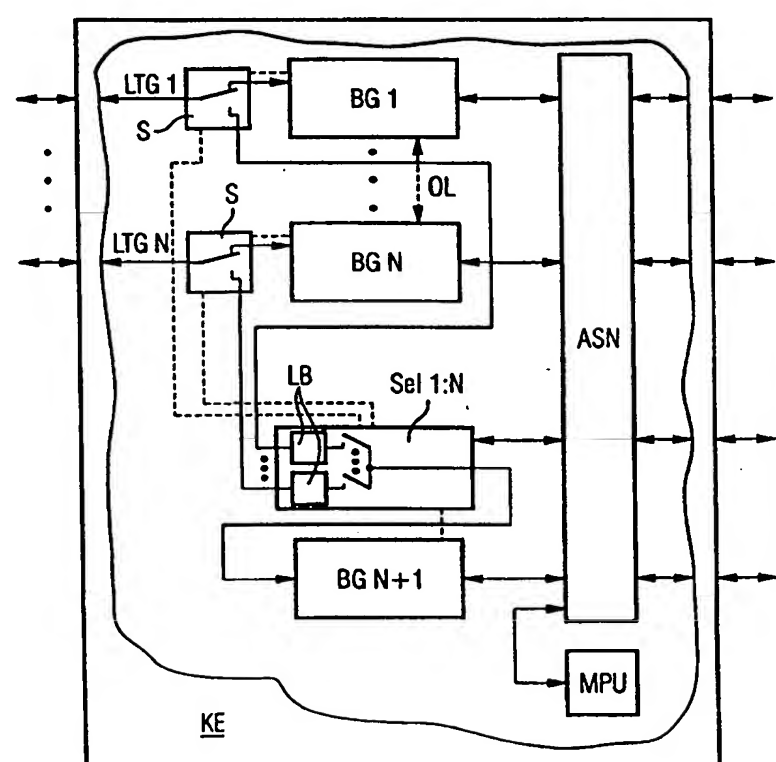 LTG 1
S
BG 1
OL
LTG N
S
BG N
ASN
LB
Sel 1:N
BG N+1
MPU
KE